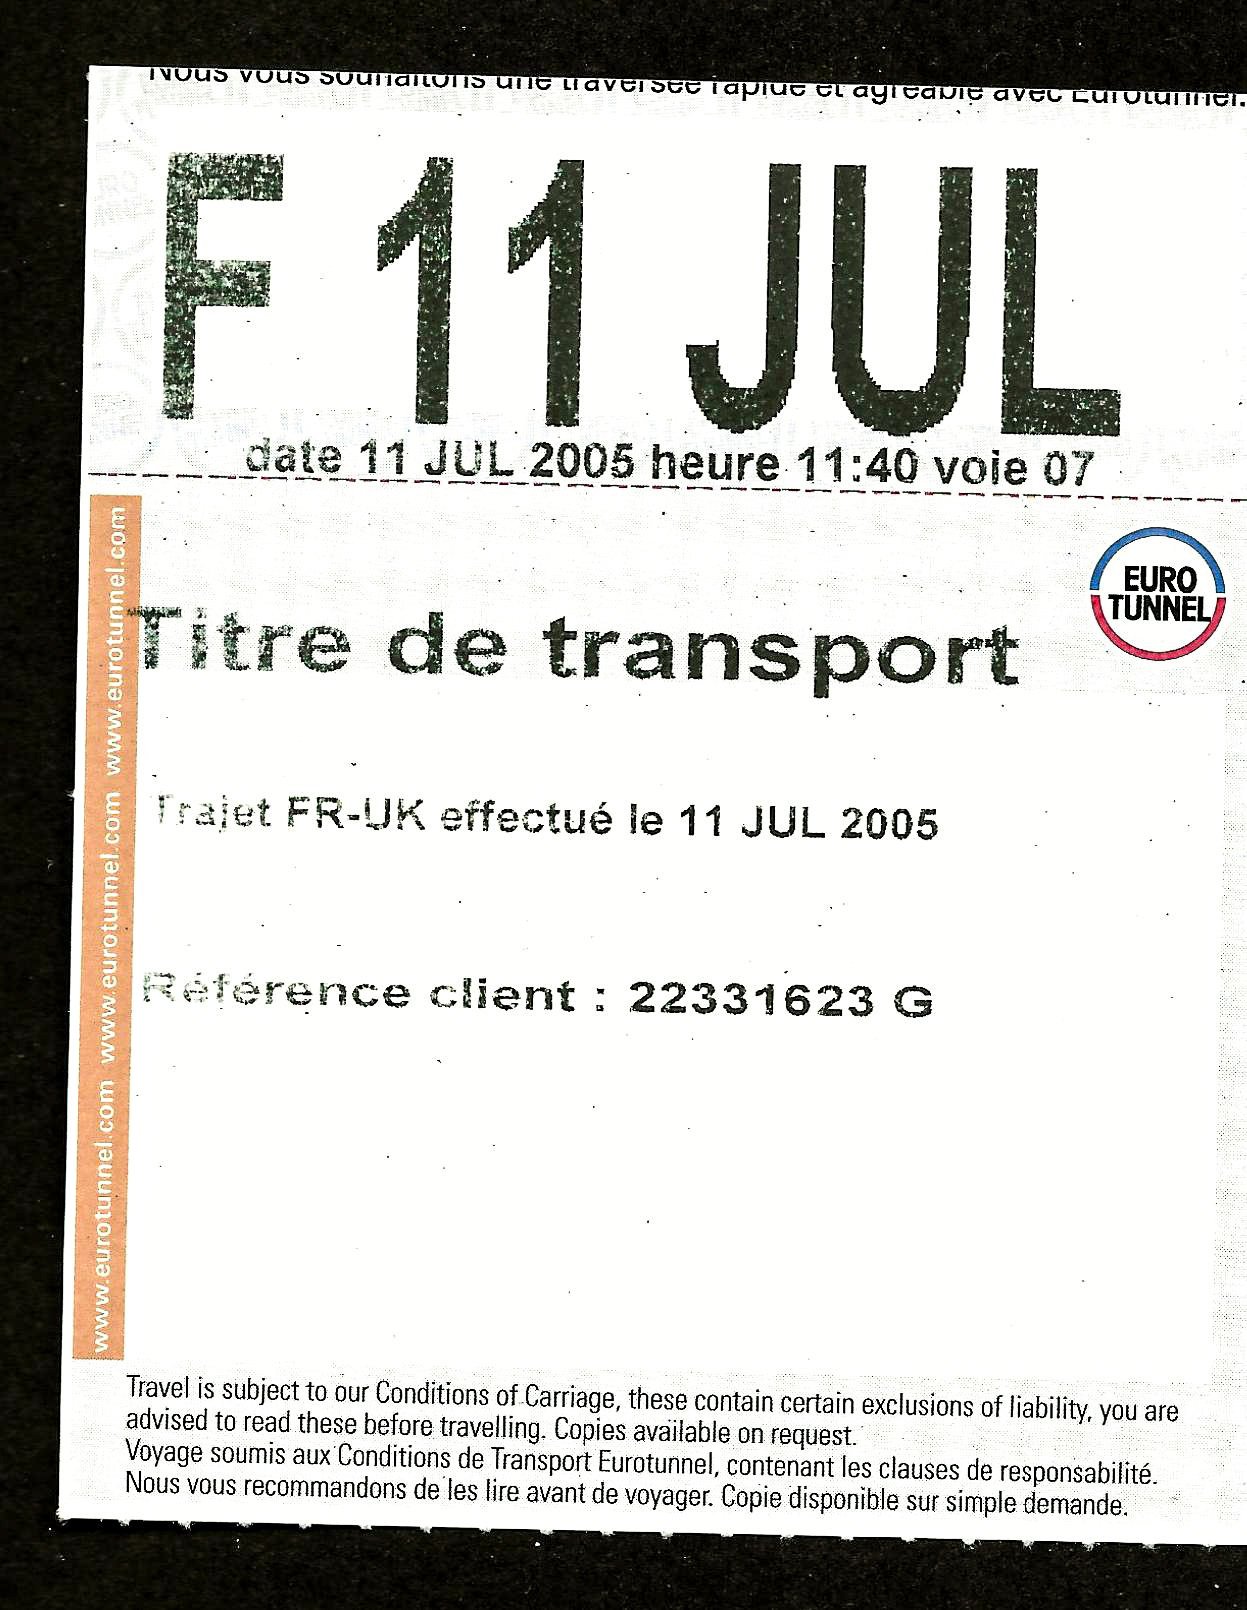 Nous vous souhaitons une traversée rapide et agréable avec Eurotunnel.
F 11 JUL
date 11 JUL 2005 heure 11:40 voie 07
www.eurotunnel.com www.eurotunnel.com www.eurotunnel.com
EURO
TUNNEL
Titre de transport
Trajet FR-UK effectué le 11 JUL 2005
Référence client : 22331623 G
Travel is subject to our Conditions of Carriage, these contain certain exclusions of liability, you are
advised to read these before travelling. Copies available on request.
Voyage soumis aux Conditions de Transport Eurotunnel, contenant les clauses de responsabilité.
Nous vous recommandons de les lire avant de voyager. Copie disponible sur simple demande.